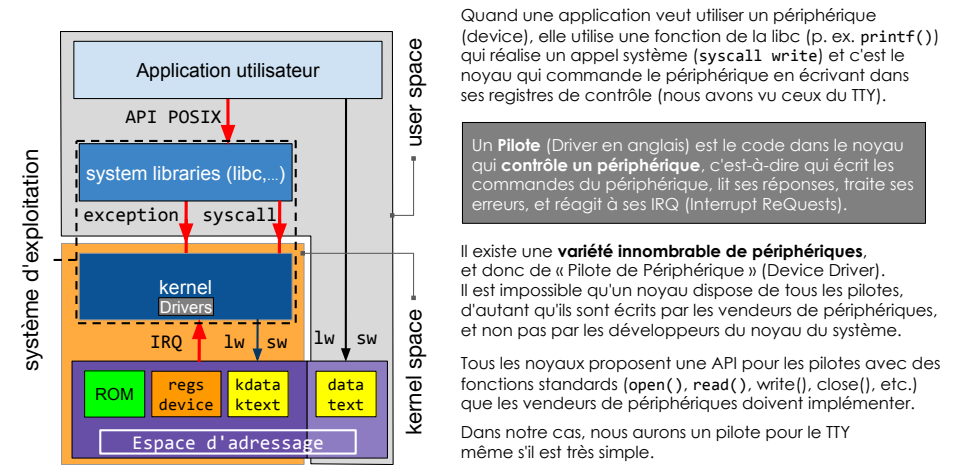 Application utilisateur
API POSIX
system libraries (libc,...)
exception syscall
kernel
Drivers
IRQ lw sw lw sw
ROM
regs
device
kdata
ktext
data
text
Espace d'adressage
système d'exploitation
user space
kernel space
Quand une application veut utiliser un périphérique
(device), elle utilise une fonction de la libc (p. ex. printf())
qui réalise un appel système (syscall write) et c'est le
noyau qui commande le périphérique en écrivant dans
ses registres de contrôle (nous avons vu ceux du TTY).
Un Pilote (Driver en anglais) est le code dans le noyau
qui contrôle un périphérique, c'est-à-dire qui écrit les
commandes du périphérique, lit ses réponses, traite ses
erreurs, et réagit à ses IRQ (Interrupt ReQuests).
Il existe une variété innombrable de périphériques,
et donc de « Pilote de Périphérique » (Device Driver).
Il est impossible qu'un noyau dispose de tous les pilotes,
d'autant qu'ils sont écrits par les vendeurs de périphériques,
et non pas par les développeurs du noyau du système.
Tous les noyaux proposent une API pour les pilotes avec des
fonctions standards (open(), read(), write(), close(), etc.)
que les vendeurs de périphériques doivent implémenter.
Dans notre cas, nous aurons un pilote pour le TTY
même s'il est très simple.